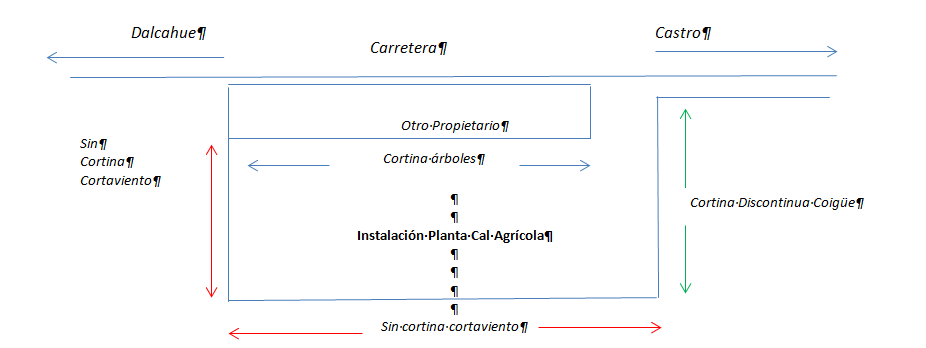 Dalcahue¶
Carretera¶
Castro¶
Otro·Propietario¶
Sin¶
Cortina¶
Cortaviento¶
Cortina·árboles¶
¶
¶
Cortina·Discontinua·Coigüe¶
Instalación·Planta·Cal·Agrícola¶
¶
¶
¶
¶
Sin·cortina·cortaviento¶